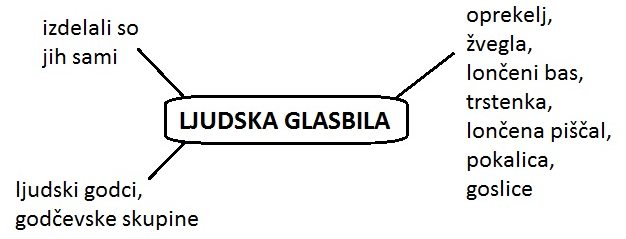 izdelali so
jih sami
LJUDSKA GLASBILA
oprekelj,
žvegla,
lončeni bas,
trstenka,
lončena piščal,
pokalica,
goslice
ljudski godci,
godčevske skupine